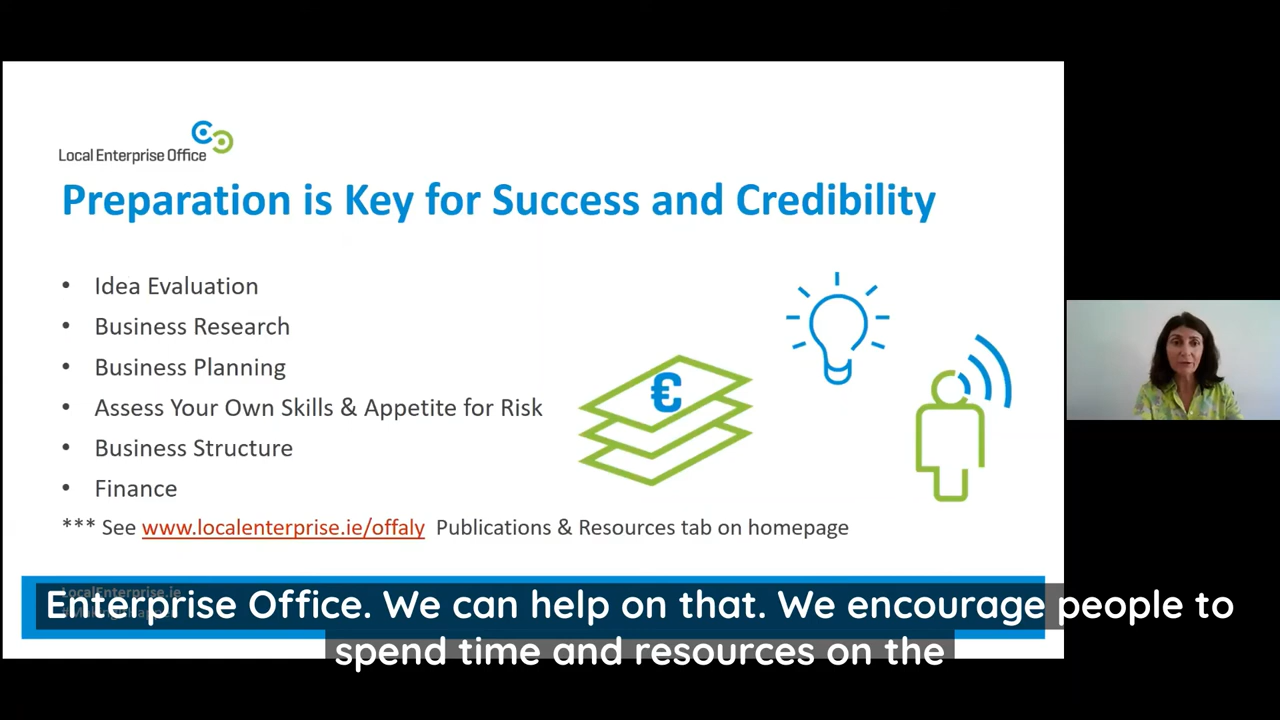 Local Enterprise Office
Preparation is Key for Success and Credibility
• Idea Evaluation
• Business Research
• Business Planning
• Assess Your Own Skills & Appetite for Risk
• Business Structure
• Finance
€
*** See www.localenterprise.ie/offaly Publications & Resources tab on homepage
LocalEnterprise.ie
Enterprise Office. We can help on that. We encourage people to
spend time and resources on the